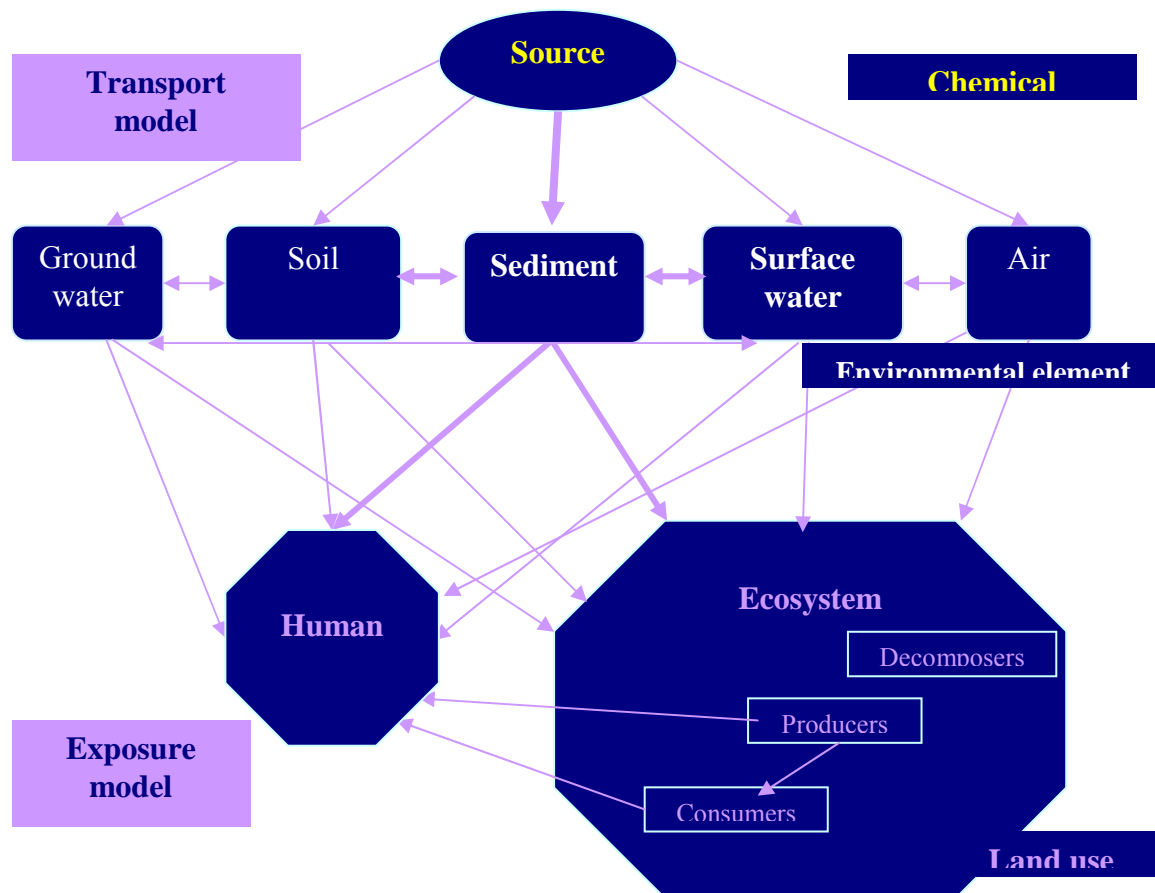 Source
Transport
model
Chemical
Ground
water
Soil
Sediment
Surface
water
Air
Environmental element
Human
Ecosystem
Decomposers
Producers
Consumers
Exposure
model
Land use